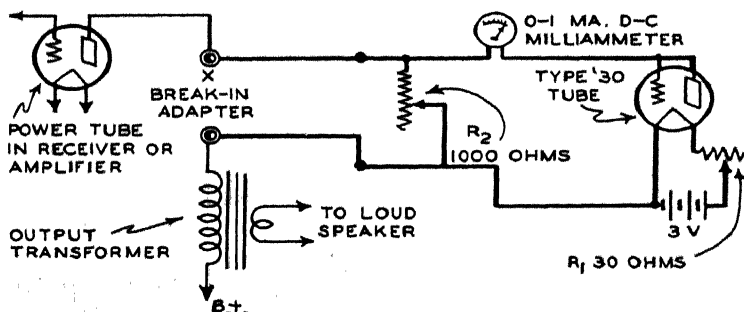 0-1 MA. D-C
MILLIAMMETER
BREAK-IN
ADAPTER
TYPE '30
TUBE
POWER TUBE
IN RECEIVER OR
AMPLIFIER
R2
1000 OHMS
OUTPUT
TRANSFORMER
TO LOUD
SPEAKER
3 V
R1 30 OHMS
B.+.
X